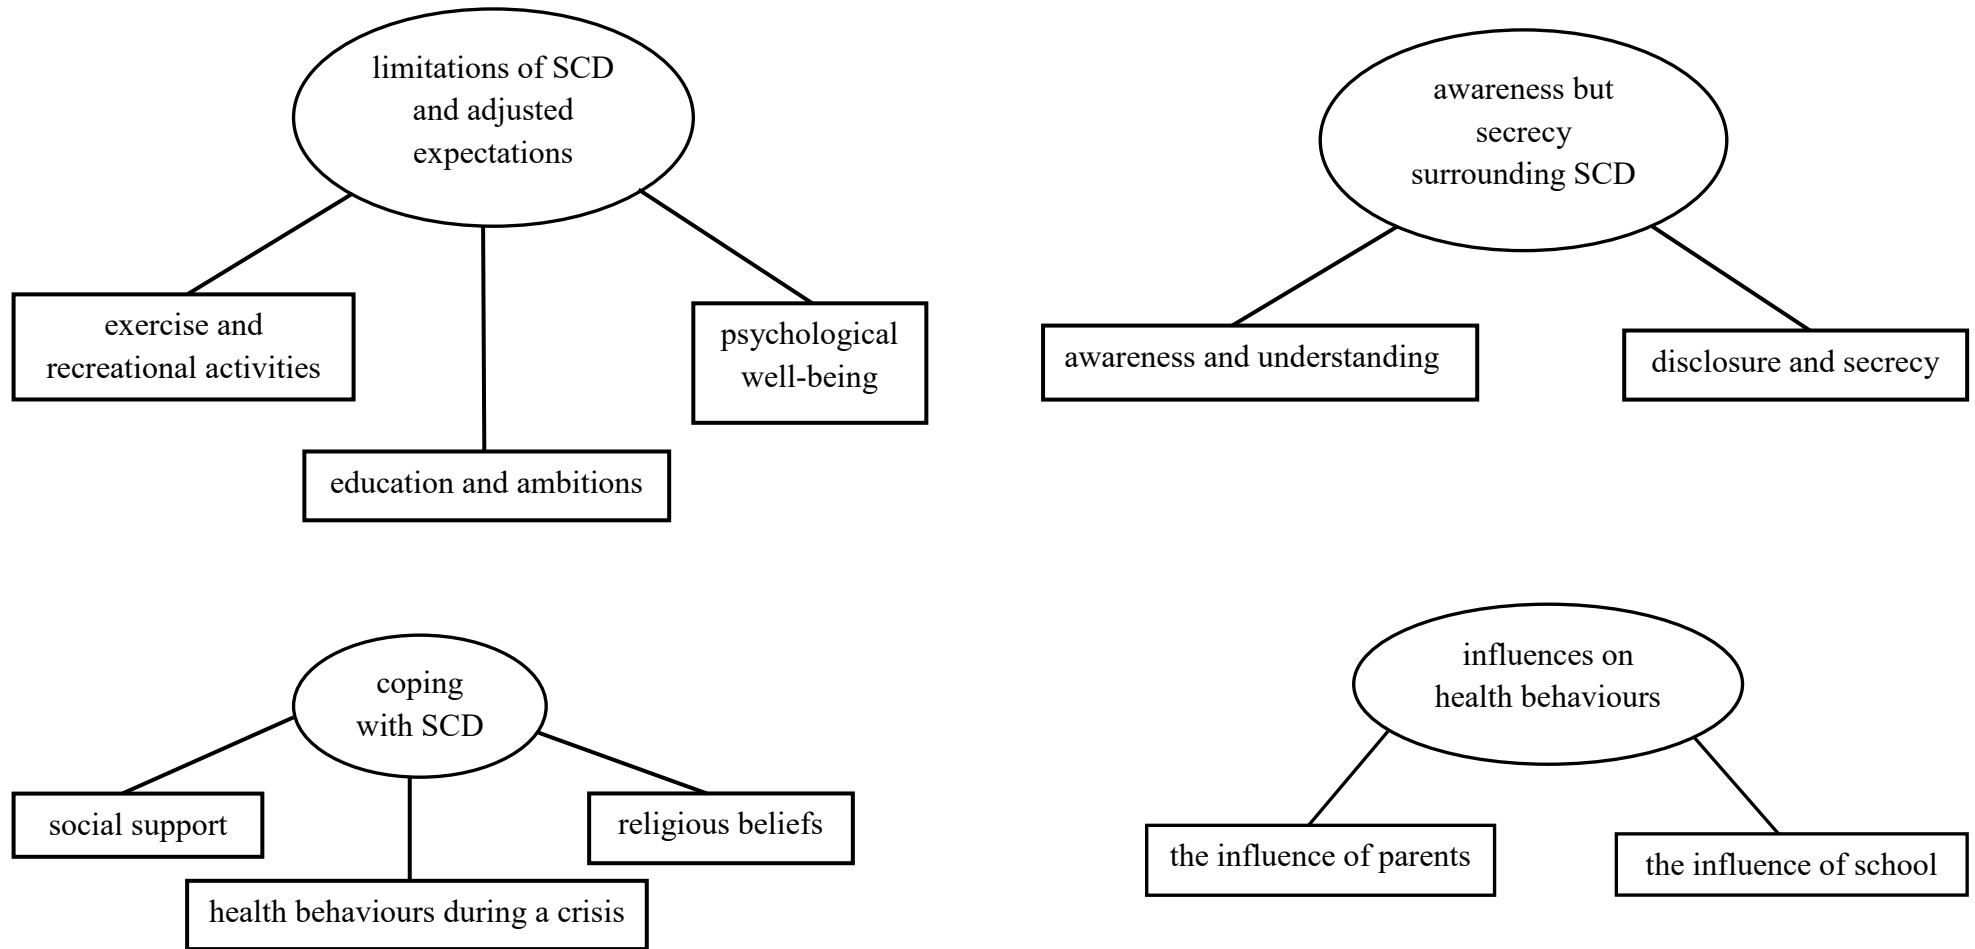 limitations of SCD
and adjusted
expectations
awareness but
secrecy
surrounding SCD
exercise and
recreational activities
psychological
well-being
education and ambitions
awareness and understanding
disclosure and secrecy
coping
with SCD
social support
religious beliefs
health behaviours during a crisis
influences on
health behaviours
the influence of parents
the influence of school